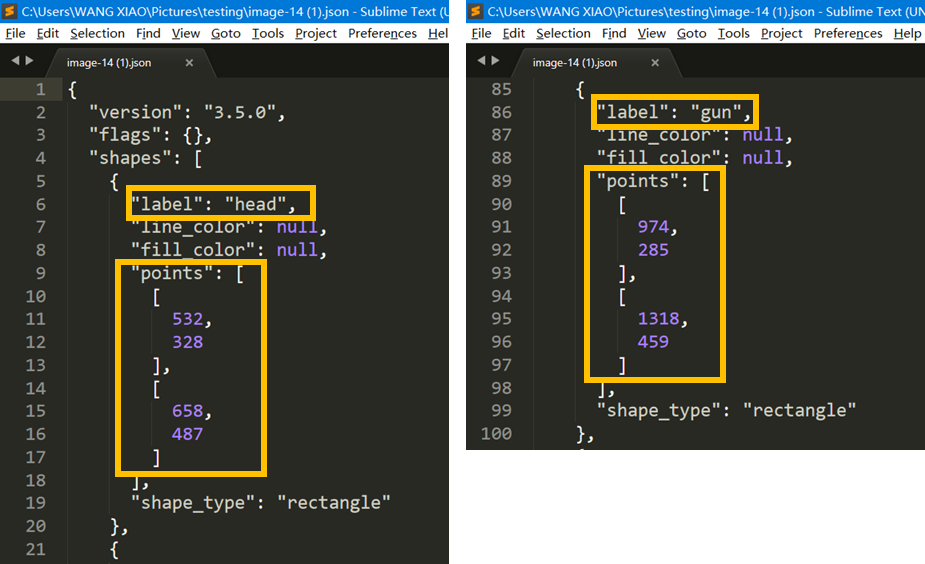 C:\Users\WANG XIAO\Pictures\testing\image-14 (1).json - Sublime Text (U
File Edit Selection Find View Goto Tools Project Preferences Hel
image-14 (1).json ×
1 {
2 "version": "3.5.0",
3 "flags": {},
4 "shapes": [
5 {
6 "label": "head",
7 "line_color": null,
8 "fill_color": null,
9 "points": [
10 [
11 532,
12 328
13 ],
14 [
15 658,
16 487
17 ]
18 ],
19 "shape_type": "rectangle"
20 },
21 {
C:\Users\WANG XIAO\Pictures\testing\image-14 (1).json - Sublime Text (UN
File Edit Selection Find View Goto Tools Project Preferences Help
image-14 (1).json ×
85 {
86 "label": "gun",
87 "line_color": null,
88 "fill_color": null,
89 "points": [
90 [
91 974,
92 285
93 ],
94 [
95 1318,
96 459
97 ]
98 ],
99 "shape_type": "rectangle"
100 },